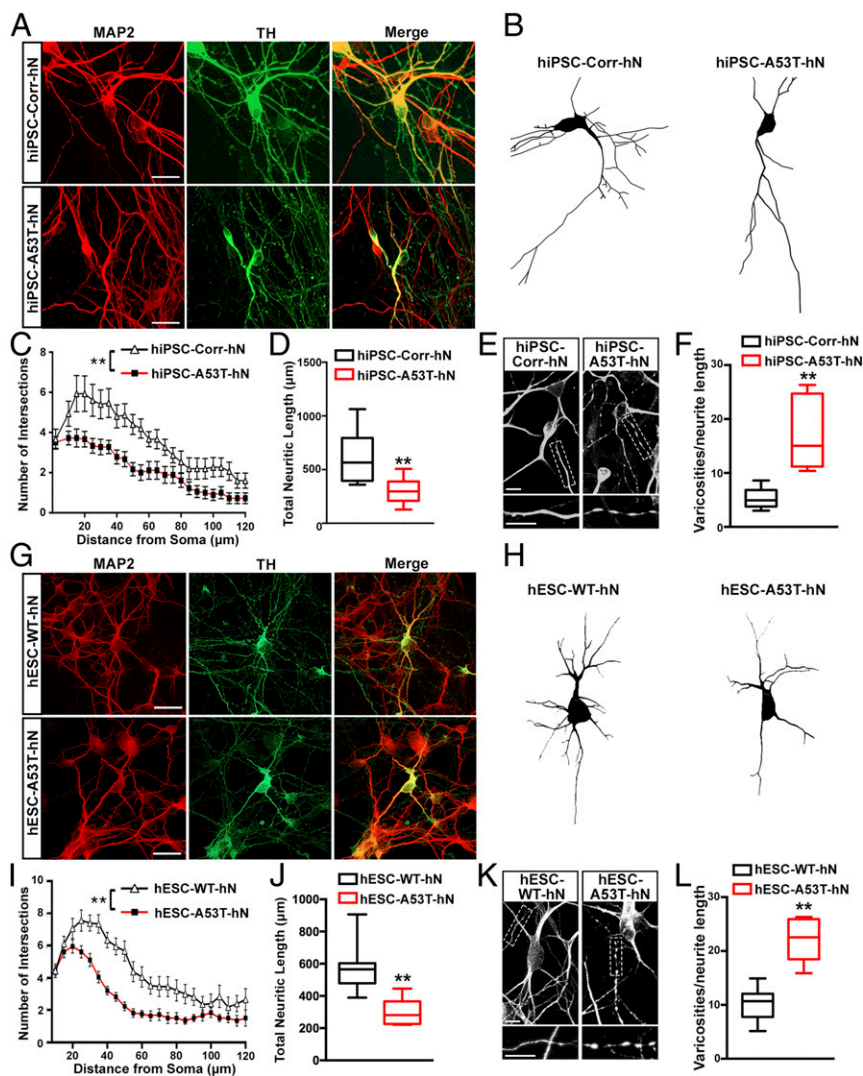 A
MAP2 TH Merge
hiPSC-Corr-hN
hiPSC-A53T-hN
B
hiPSC-Corr-hN hiPSC-A53T-hN
C
hiPSC-Corr-hN
hiPSC-A53T-hN
**
Number of Intersections
10
8
6
4
2
0
20 40 60 80 100 120
Distance from Soma (µm)
D
hiPSC-Corr-hN
hiPSC-A53T-hN
**
Total Neuritic Length (µm)
1500
1000
500
0
E
hiPSC-
Corr-hN
hiPSC-
A53T-hN
F
hiPSC-Corr-hN
hiPSC-A53T-hN
**
Varicosities/neurite length
30
20
10
0
G
MAP2 TH Merge
hESC-WT-hN
hESC-A53T-hN
H
hESC-WT-hN hESC-A53T-hN
I
hESC-WT-hN
hESC-A53T-hN
**
Number of Intersections
10
8
6
4
2
0
20 40 60 80 100 120
Distance from Soma (µm)
J
hESC-WT-hN
hESC-A53T-hN
**
Total Neuritic Length (µm)
1000
800
600
400
200
0
K
hESC-
WT-hN
hESC-
A53T-hN
L
hESC-WT-hN
hESC-A53T-hN
**
Varicosities/neurite length
30
20
10
0